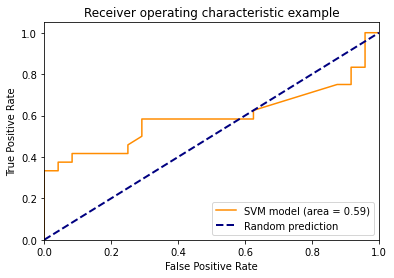 Receiver operating characteristic example
True Positive Rate
1.0
0.8
0.6
0.4
0.2
0.0
SVM model (area = 0.59)
Random prediction
0.0 0.2 0.4 0.6 0.8 1.0
False Positive Rate